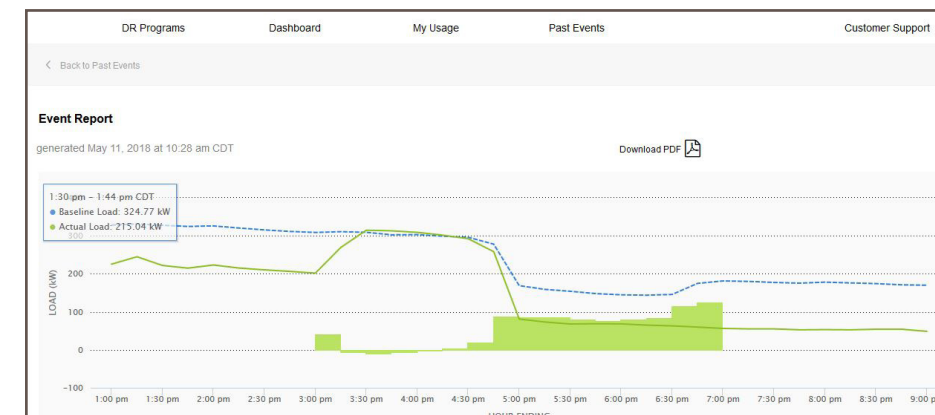 DR Programs Dashboard My Usage Past Events Customer Support
Back to Past Events
Event Report
generated May 11, 2018 at 10:28 am CDT
Download PDF
1:30 pm – 1:44 pm CDT
Baseline Load: 324.77 kW
Actual Load: 215.04 kW
300
200
100
0
-100
LOAD (kW)
1:00 pm 1:30 pm 2:00 pm 2:30 pm 3:00 pm 3:30 pm 4:00 pm 4:30 pm 5:00 pm 5:30 pm 6:00 pm 6:30 pm 7:00 pm 7:30 pm 8:00 pm 8:30 pm 9:00 p
HOUR ENDING